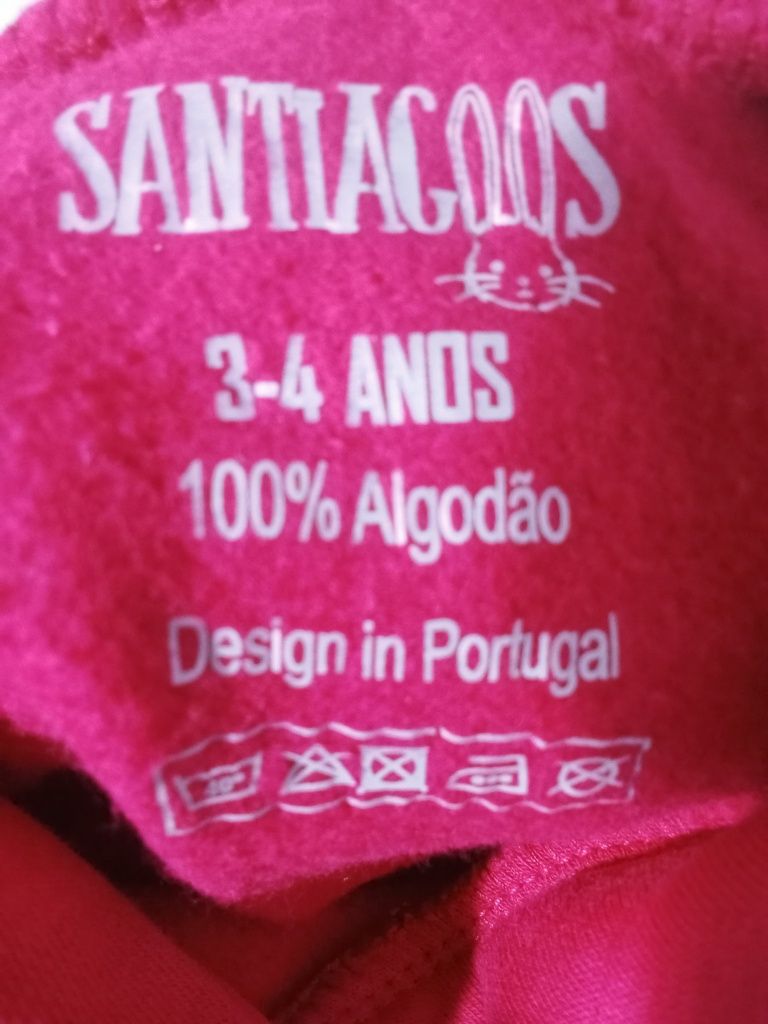 SANTIAGOOS
3-4 ANOS
100% Algodão
Design in Portugal